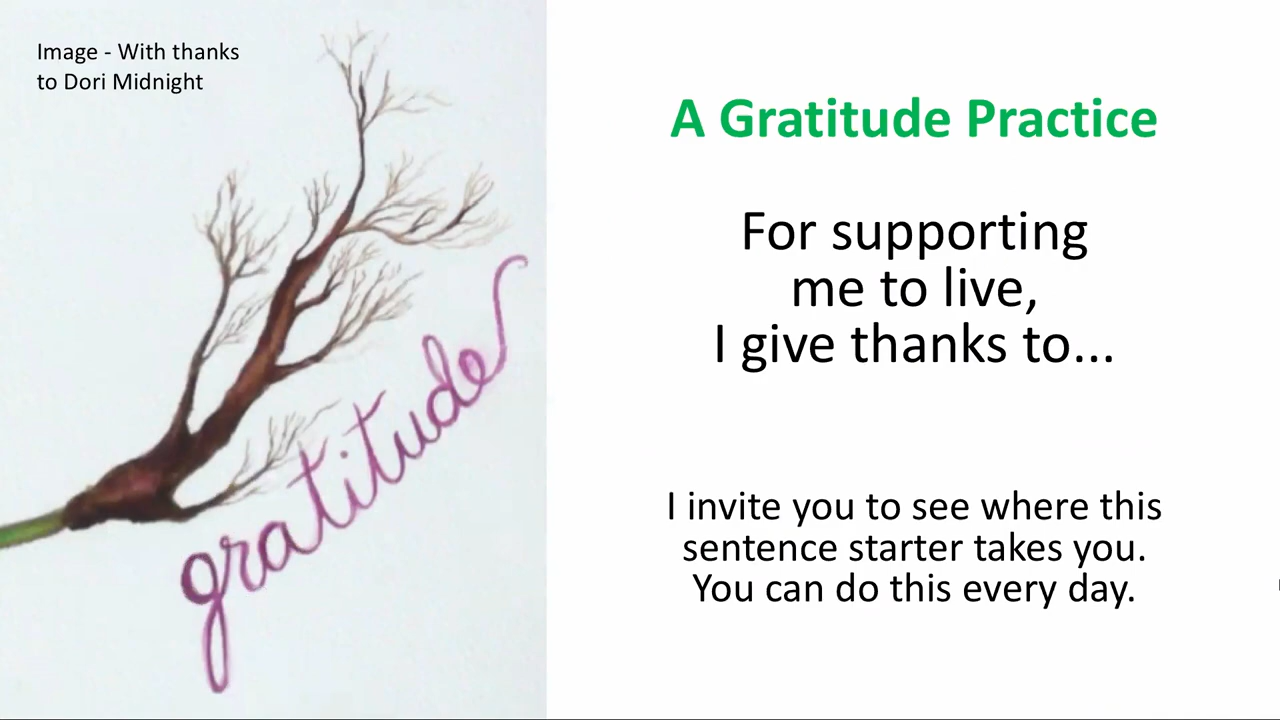 Image - With thanks
to Dori Midnight
gratitude
A Gratitude Practice
For supporting
me to live,
I give thanks to...
I invite you to see where this
sentence starter takes you.
You can do this every day.